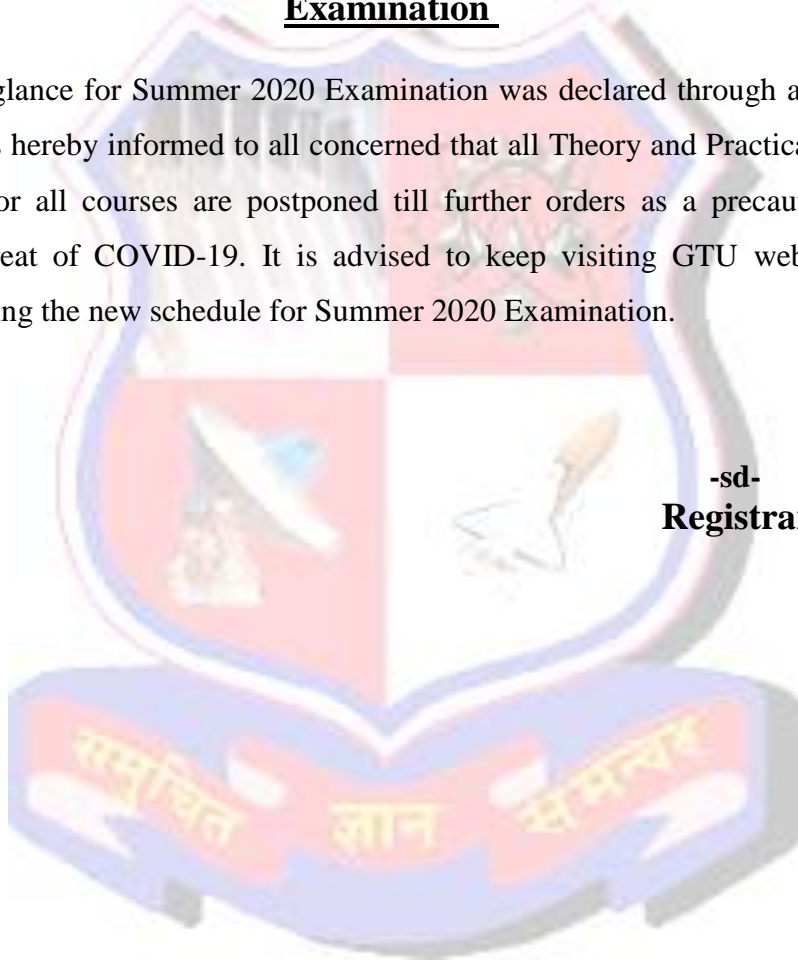 Examination
glance for Summer 2020 Examination was declared through a
hereby informed to all concerned that all Theory and Practica
or all courses are postponed till further orders as a precau
eat of COVID-19. It is advised to keep visiting GTU web
ing the new schedule for Summer 2020 Examination.
-sd-
Registrar
समुचित ज्ञान समन्वय